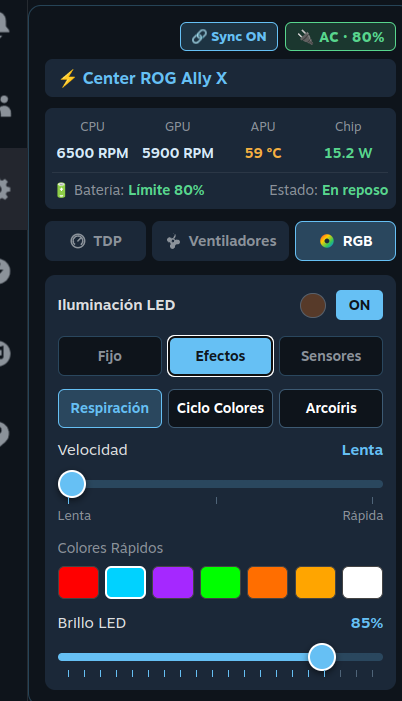 🔗 Sync ON
🔌 AC · 80%
⚡ Center ROG Ally X
CPU GPU APU Chip
6500 RPM 5900 RPM 59 °C 15.2 W
🔋 Batería: Límite 80% Estado: En reposo
TDP Ventiladores RGB
Iluminación LED ON
Fijo Efectos Sensores
Respiración Ciclo Colores Arcoíris
Velocidad Lenta
Lenta Rápida
Colores Rápidos
Brillo LED 85%